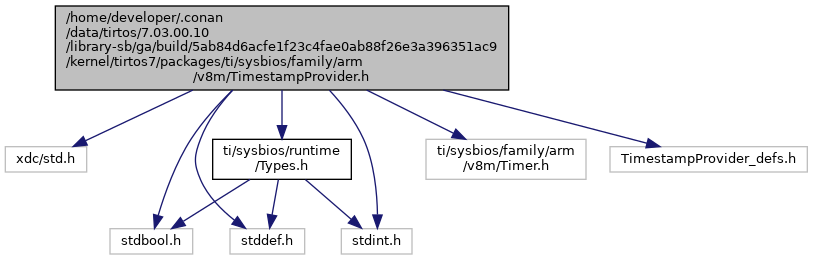 /home/developer/.conan
/data/tirtos/7.03.00.10
/library-sb/ga/build/5ab84d6acfe1f23c4fae0ab88f26e3a396351ac9
/kernel/tirtos7/packages/ti/sysbios/family/arm
/v8m/TimestampProvider.h
xdc/std.h
ti/sysbios/runtime
/Types.h
ti/sysbios/family/arm
/v8m/Timer.h
TimestampProvider_defs.h
stdbool.h
stddef.h
stdint.h